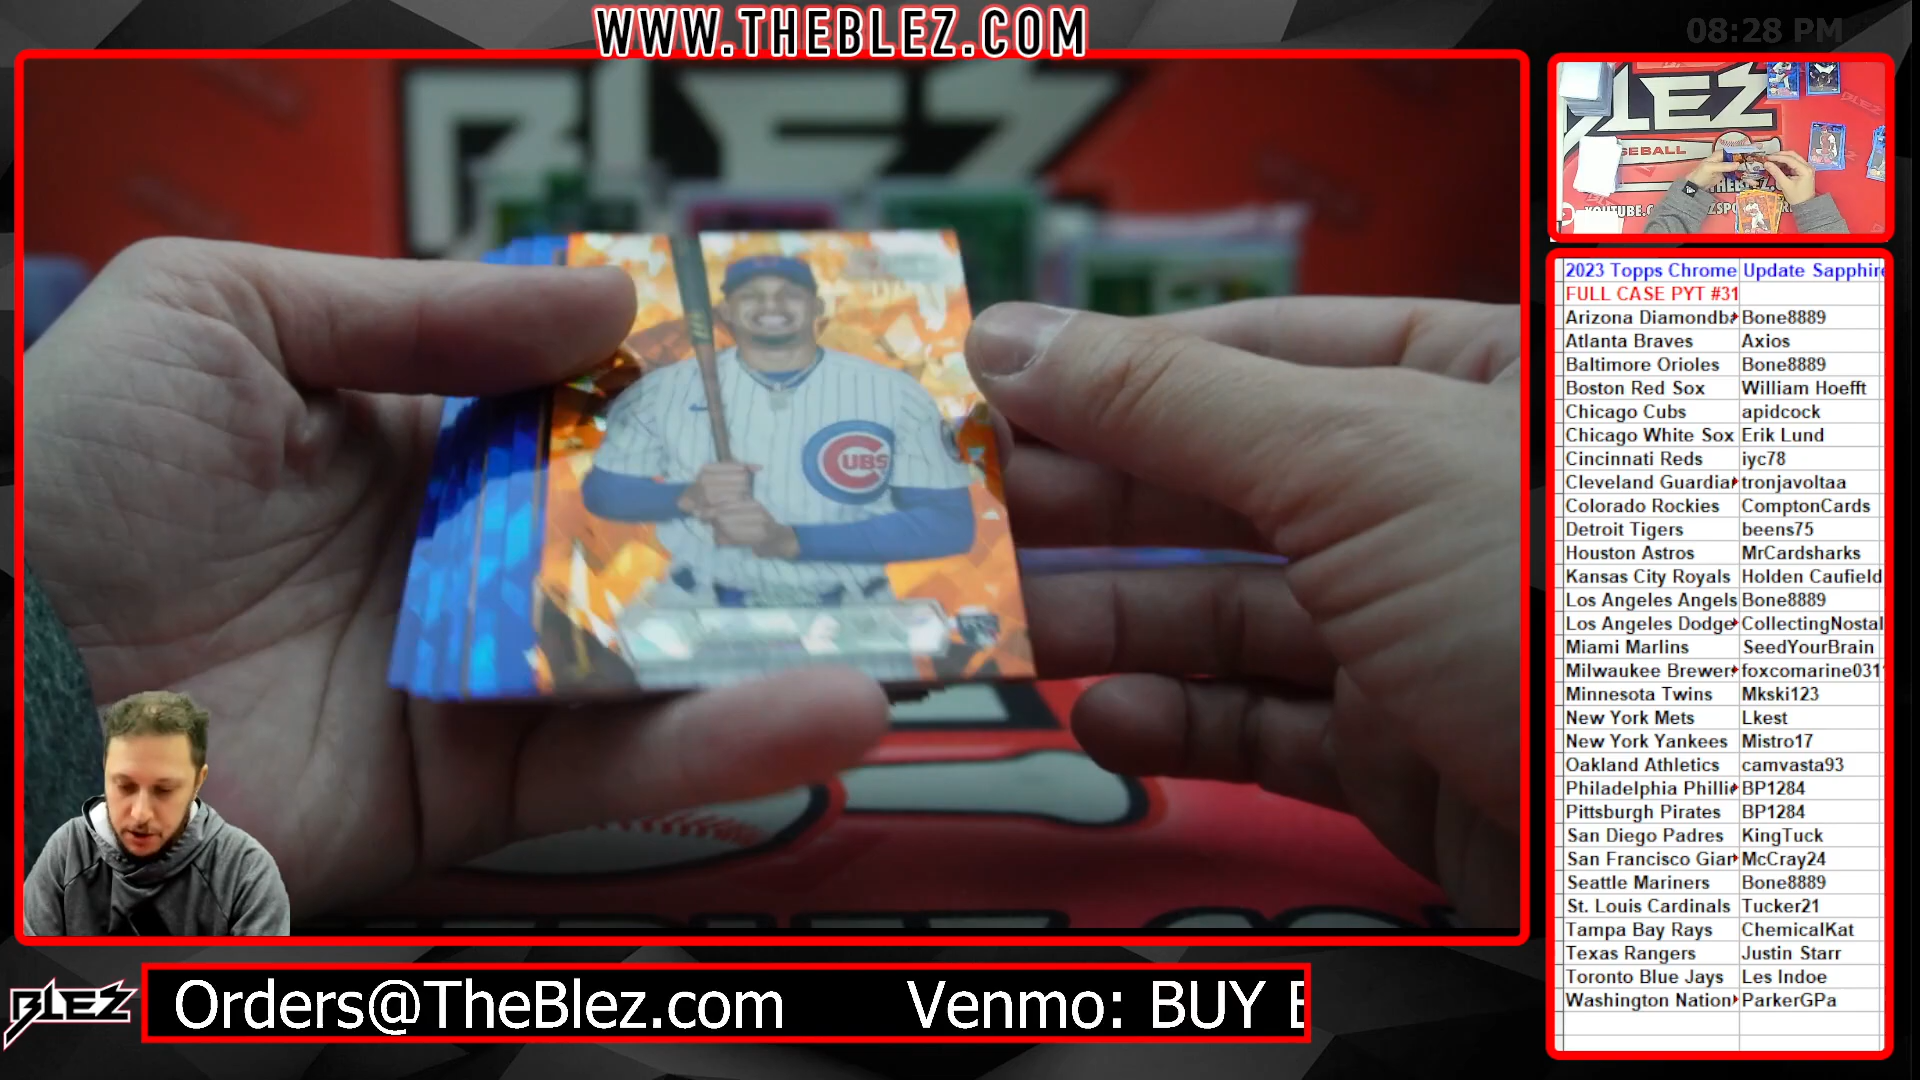 WWW.THEBLEZ.COM
08:28 PM
BLEZ
CUBS
LEZ
SEBALL
YOUTUBE.C
2023 Topps Chrome Update Sapphire
FULL CASE PYT #31
Arizona Diamondba Bone8889
Atlanta Braves Axios
Baltimore Orioles Bone8889
Boston Red Sox William Hoefft
Chicago Cubs apidcock
Chicago White Sox Erik Lund
Cincinnati Reds iyc78
Cleveland Guardia tronjavoltaa
Colorado Rockies ComptonCards
Detroit Tigers beens75
Houston Astros MrCardsharks
Kansas City Royals Holden Caufield
Los Angeles Angels Bone8889
Los Angeles Dodge CollectingNostal
Miami Marlins SeedYourBrain
Milwaukee Brewer foxcomarine031
Minnesota Twins Mkski123
New York Mets Lkest
New York Yankees Mistro17
Oakland Athletics camvasta93
Philadelphia Philli BP1284
Pittsburgh Pirates BP1284
San Diego Padres KingTuck
San Francisco Gian McCray24
Seattle Mariners Bone8889
St. Louis Cardinals Tucker21
Tampa Bay Rays ChemicalKat
Texas Rangers Justin Starr
Toronto Blue Jays Les Indoe
Washington Nation ParkerGPa
BLEZ
Orders@TheBlez.com Venmo: BUY